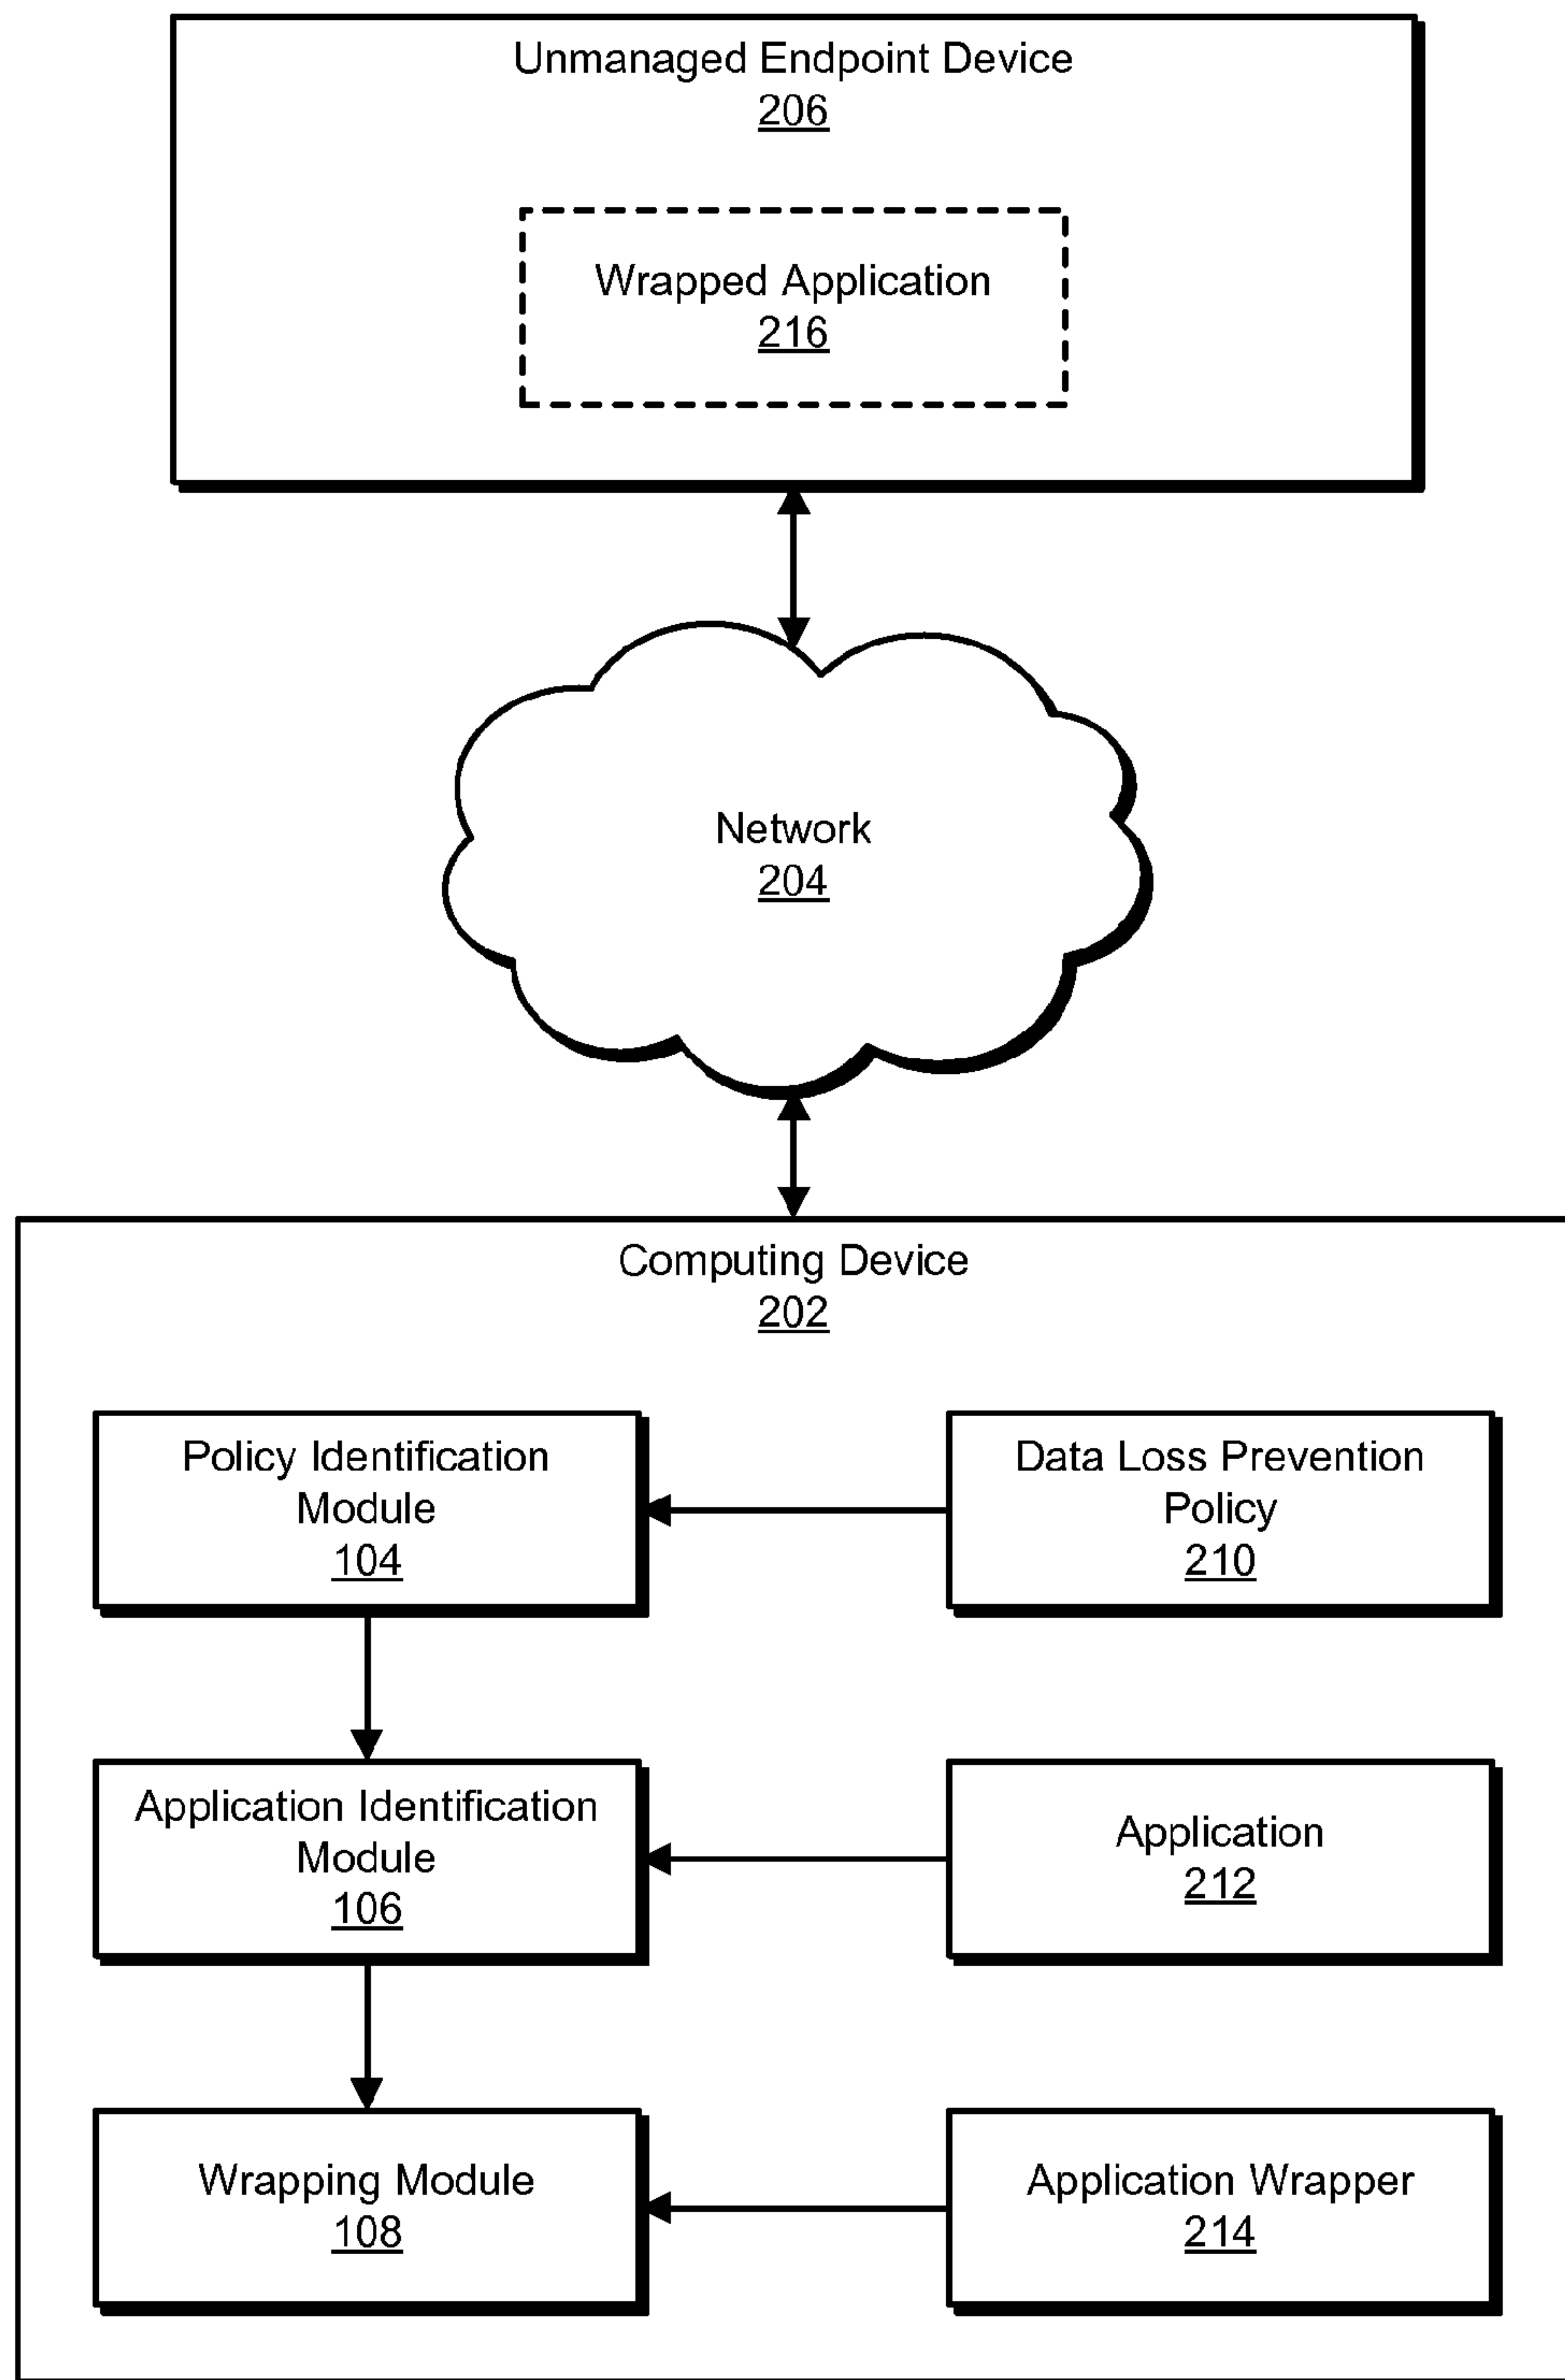 Unmanaged Endpoint Device
206
Wrapped Application
216
Network
204
Computing Device
202
Policy Identification
Module
104
Data Loss Prevention
Policy
210
Application Identification
Module
106
Application
212
Wrapping Module
108
Application Wrapper
214